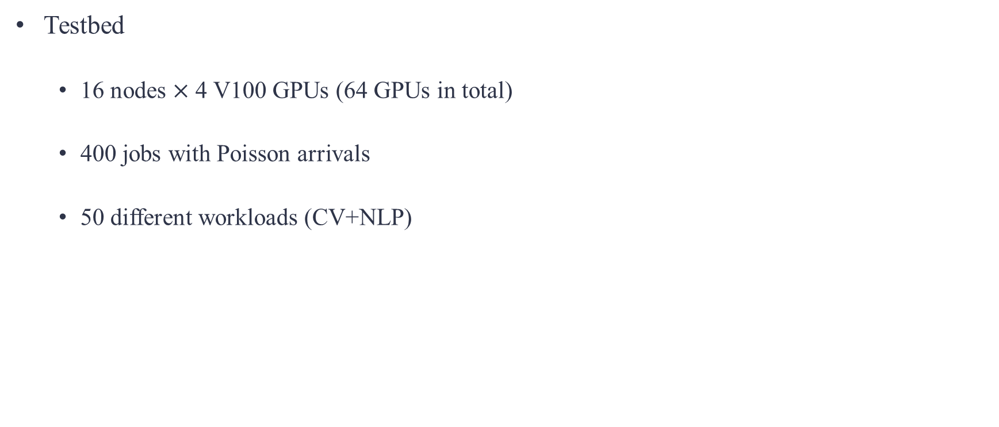 • Testbed
• 16 nodes × 4 V100 GPUs (64 GPUs in total)
• 400 jobs with Poisson arrivals
• 50 different workloads (CV+NLP)